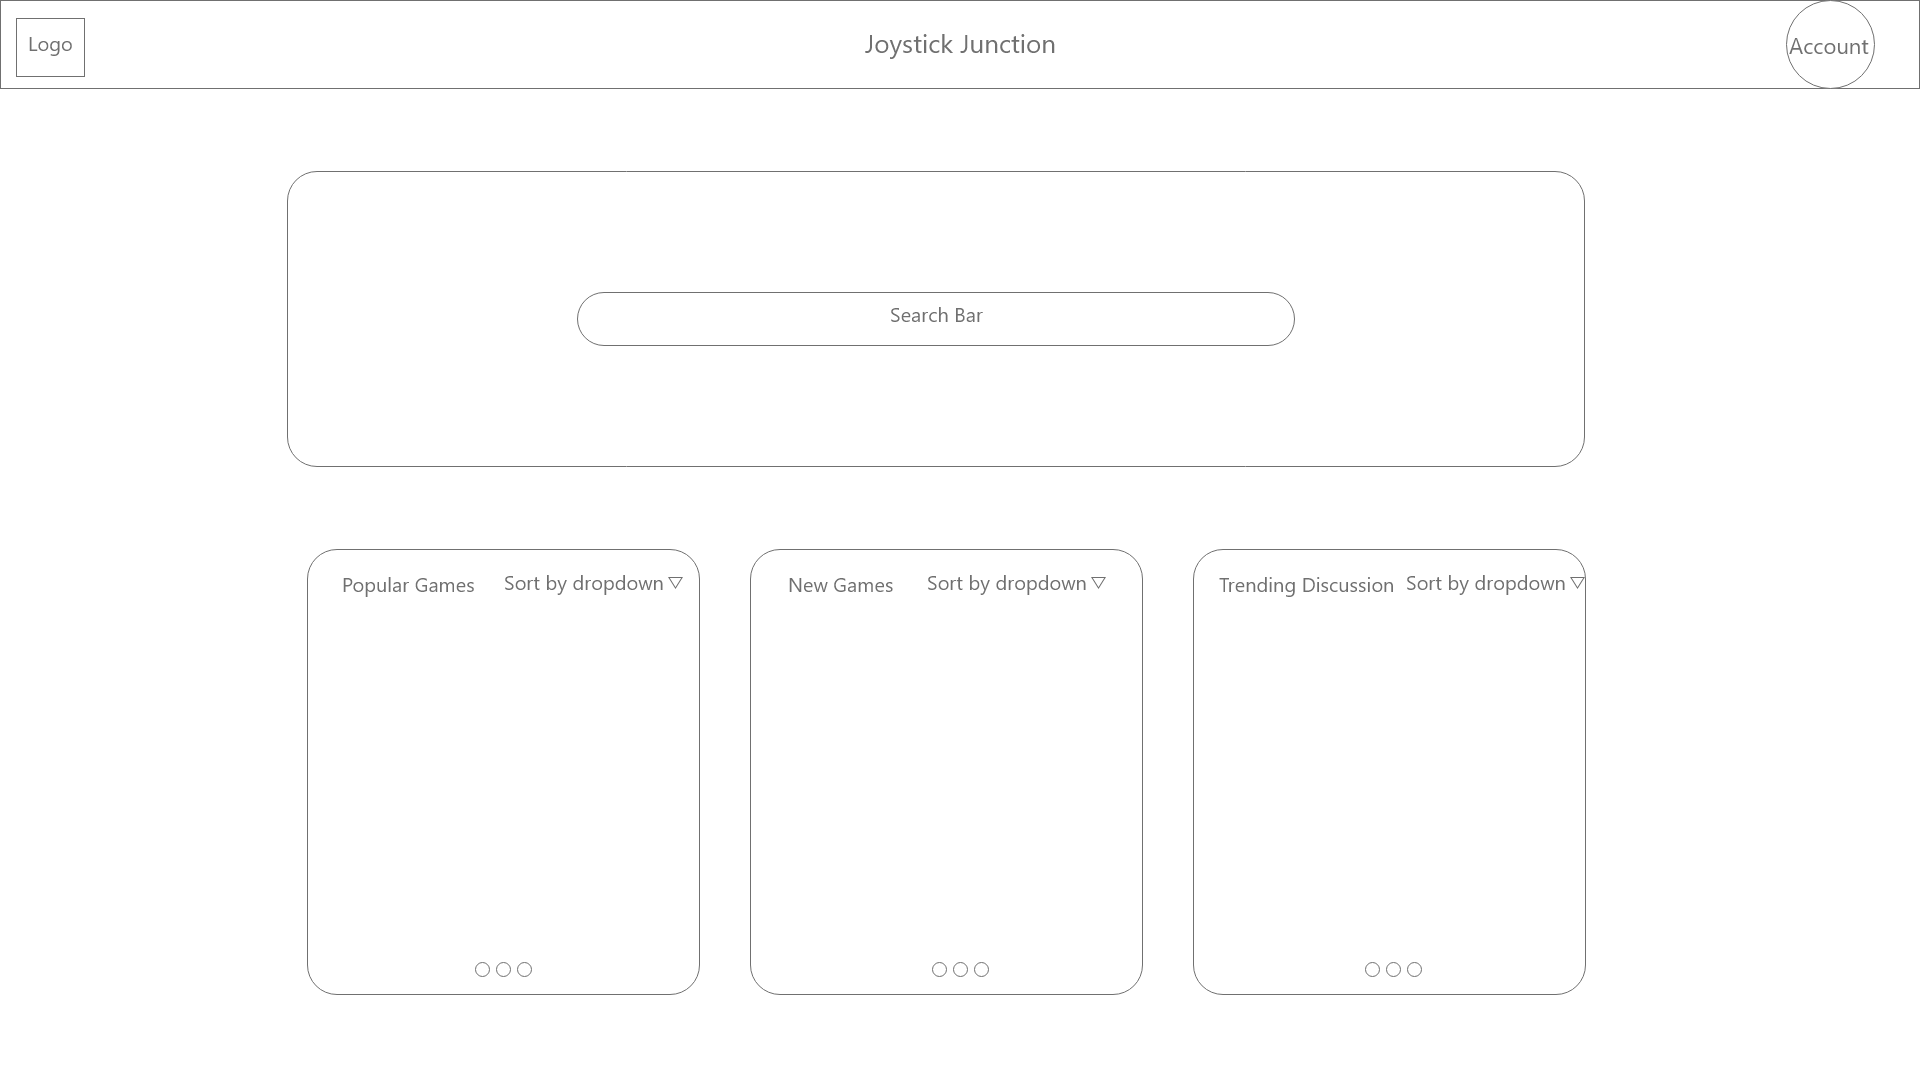 Logo
Joystick Junction
Account
Search Bar
Popular Games
Sort by dropdown
New Games
Sort by dropdown
Trending Discussion
Sort by dropdown